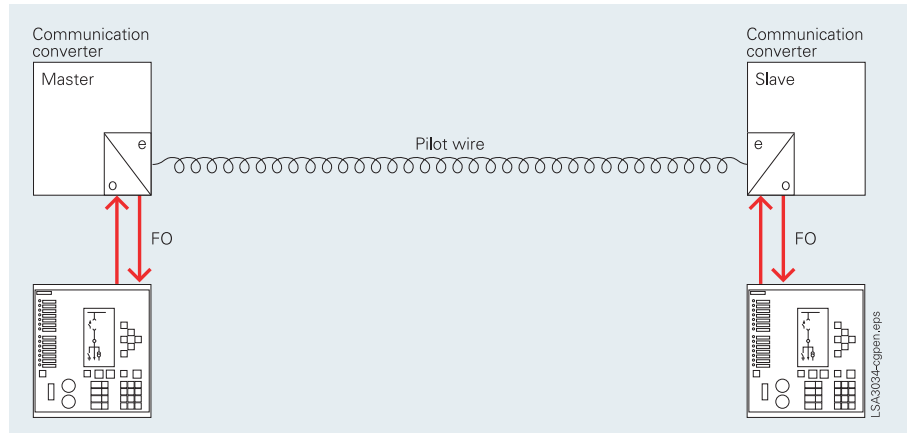 Communication
converter
Master
e
o
FO
Pilot wire
Communication
converter
Slave
e
o
FO
LSA3034-cgpen.eps